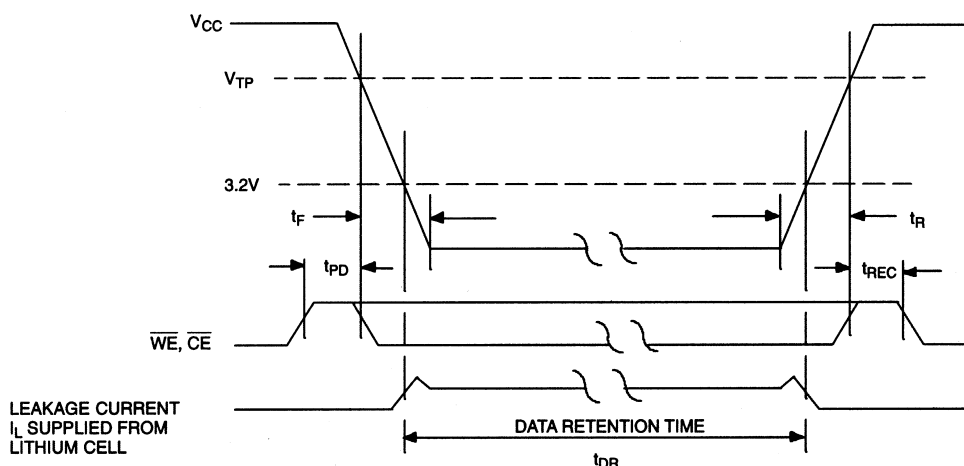 VCC
VTP
3.2V
tF
tR
tPD
tREC
WE, CE
LEAKAGE CURRENT
IL SUPPLIED FROM
LITHIUM CELL
DATA RETENTION TIME
tDR